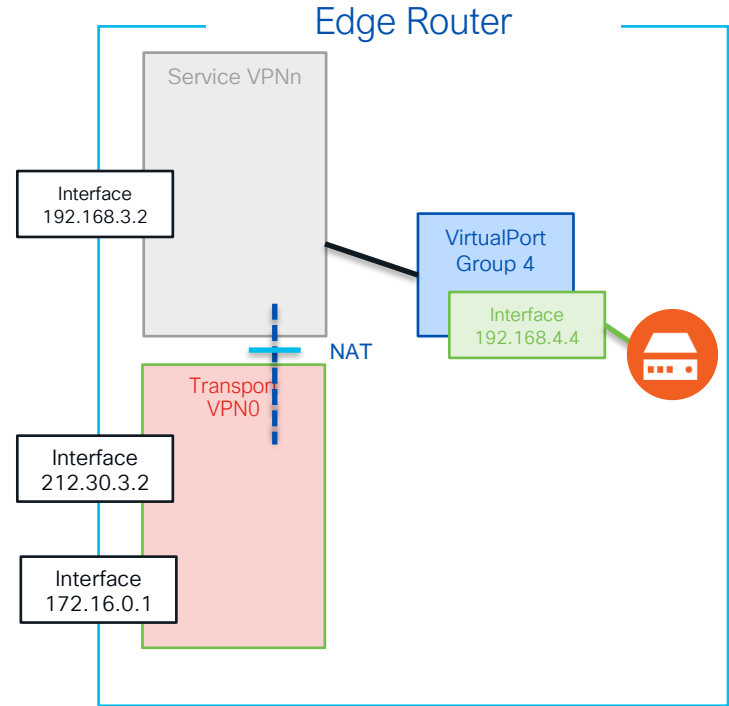 Edge Router
Service VPNn
Interface
192.168.3.2
VirtualPort
Group 4
Interface
192.168.4.4
NAT
Transpor
VPN0
Interface
212.30.3.2
Interface
172.16.0.1